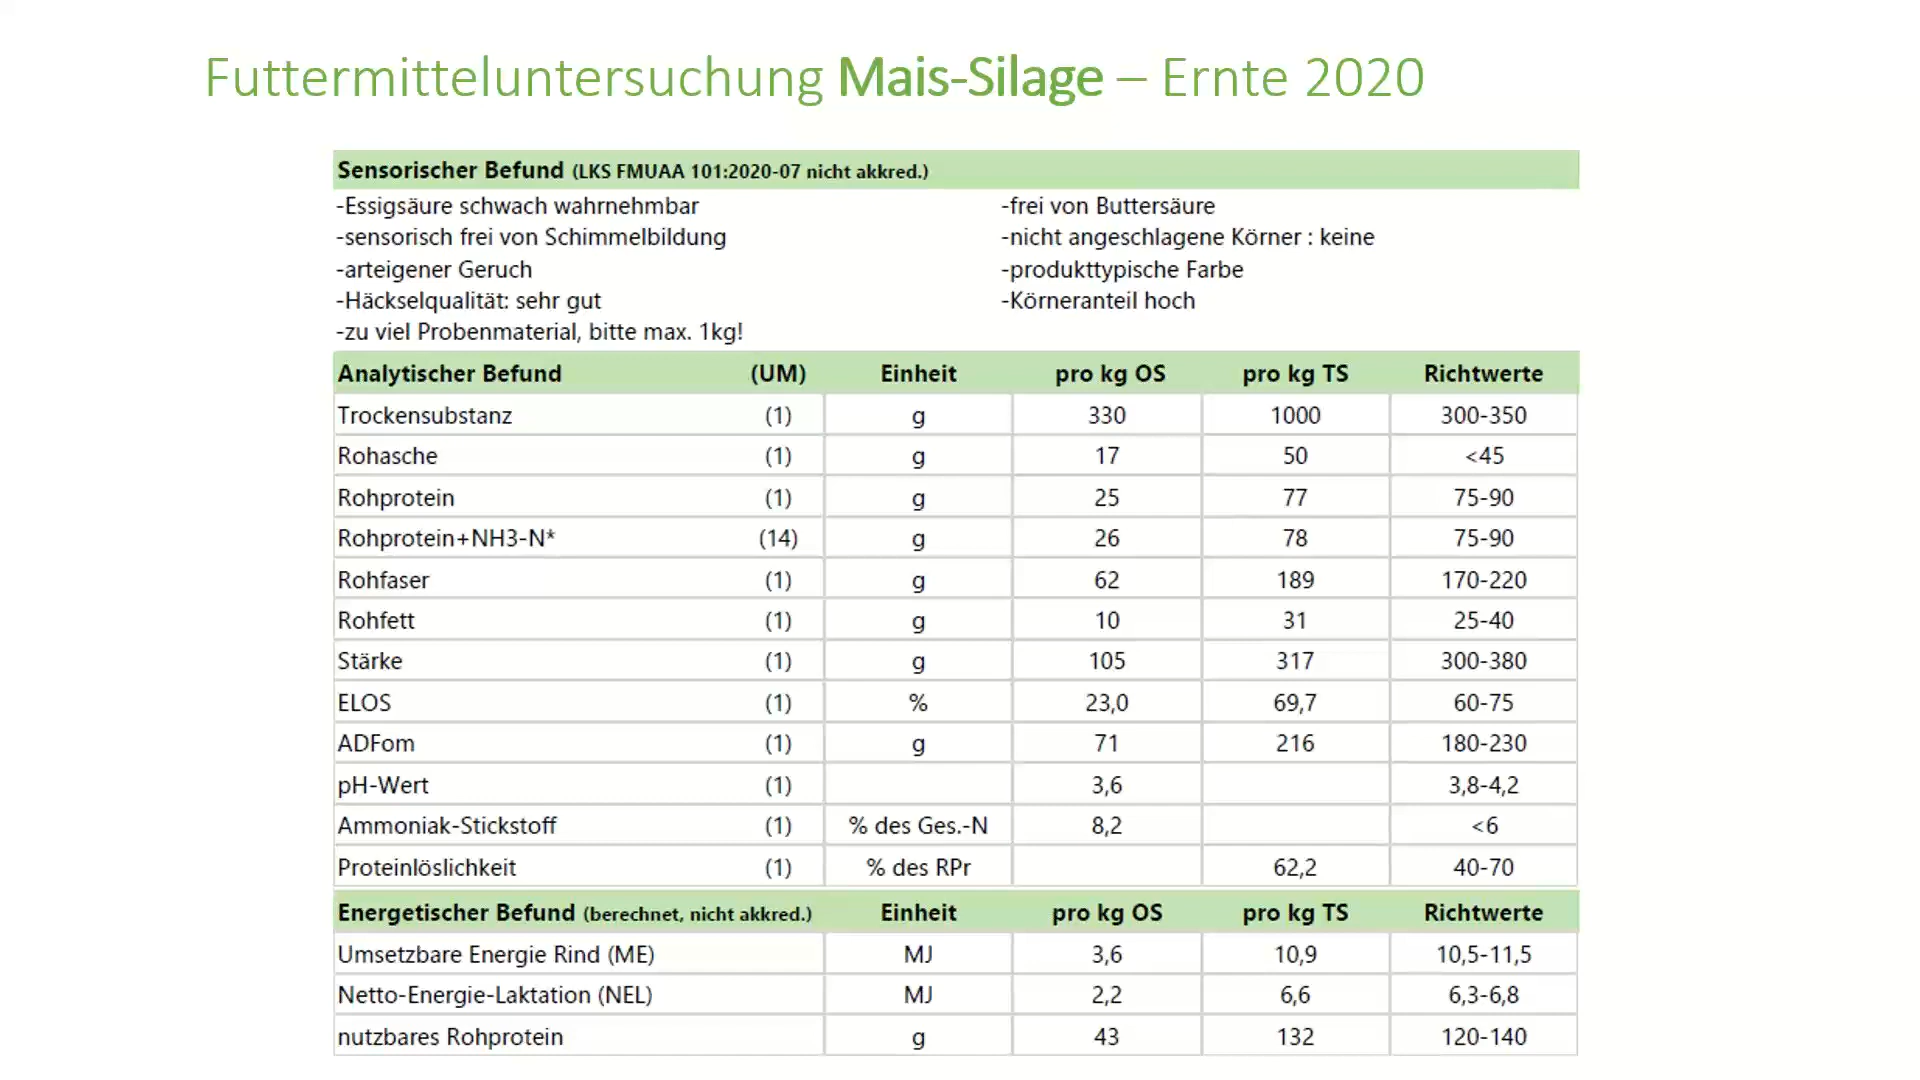 Futtermitteluntersuchung Mais-Silage – Ernte 2020
Sensorischer Befund (LKS FMUAA 101:2020-07 nicht akkred.)
-Essigsäure schwach wahrnehmbar -frei von Buttersäure
-sensorisch frei von Schimmelbildung -nicht angeschlagene Körner : keine
-arteigener Geruch -produkttypische Farbe
-Häckselqualität: sehr gut -Körneranteil hoch
-zu viel Probenmaterial, bitte max. 1kg!
Analytischer Befund (UM) Einheit pro kg OS pro kg TS Richtwerte
Trockensubstanz (1) g 330 1000 300-350
Rohasche (1) g 17 50 <45
Rohprotein (1) g 25 77 75-90
Rohprotein+NH3-N* (14) g 26 78 75-90
Rohfaser (1) g 62 189 170-220
Rohfett (1) g 10 31 25-40
Stärke (1) g 105 317 300-380
ELOS (1) % 23,0 69,7 60-75
ADFom (1) g 71 216 180-230
pH-Wert (1) 3,6 3,8-4,2
Ammoniak-Stickstoff (1) % des Ges.-N 8,2 <6
Proteinlöslichkeit (1) % des RPr 62,2 40-70
Energetischer Befund (berechnet, nicht akkred.) Einheit pro kg OS pro kg TS Richtwerte
Umsetzbare Energie Rind (ME) MJ 3,6 10,9 10,5-11,5
Netto-Energie-Laktation (NEL) MJ 2,2 6,6 6,3-6,8
nutzbares Rohprotein g 43 132 120-140